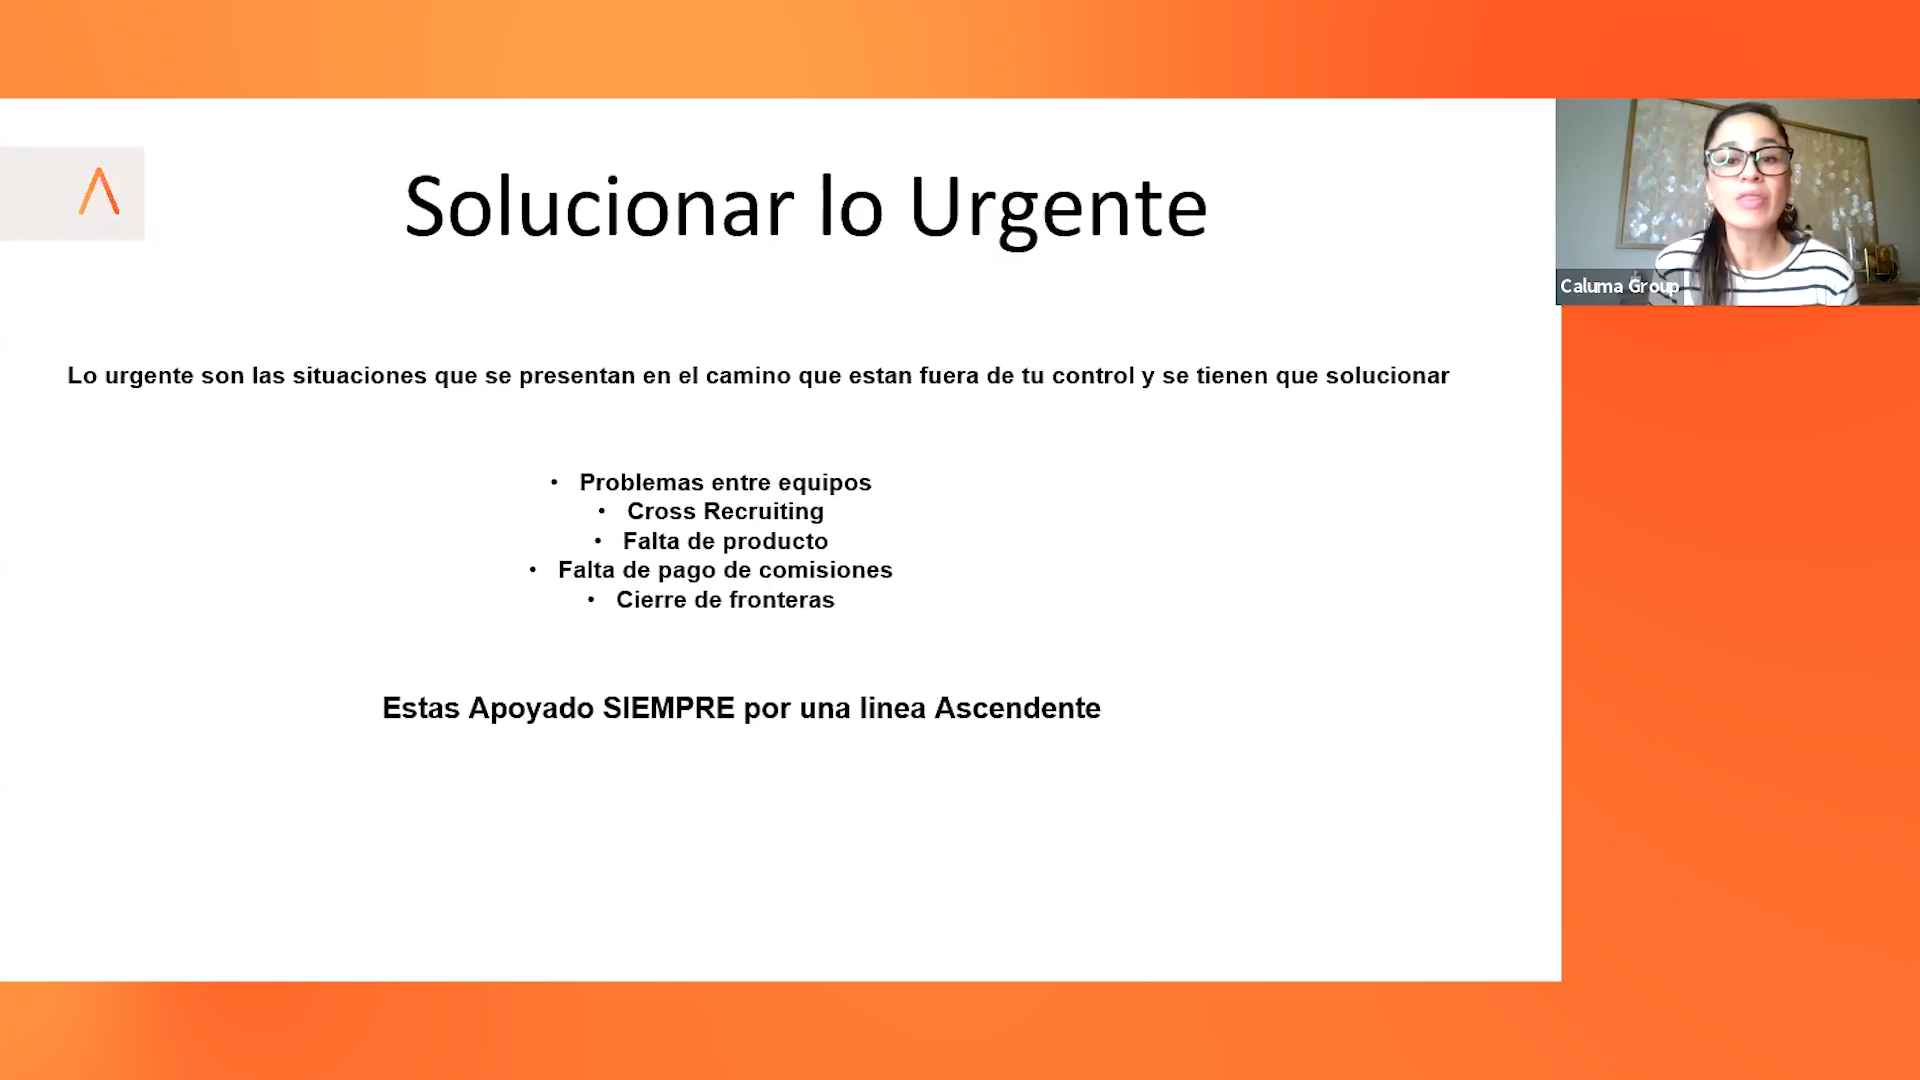 Solucionar lo Urgente
Caluma Group
Lo urgente son las situaciones que se presentan en el camino que estan fuera de tu control y se tienen que solucionar
• Problemas entre equipos
• Cross Recruiting
• Falta de producto
• Falta de pago de comisiones
• Cierre de fronteras
Estas Apoyado SIEMPRE por una linea Ascendente